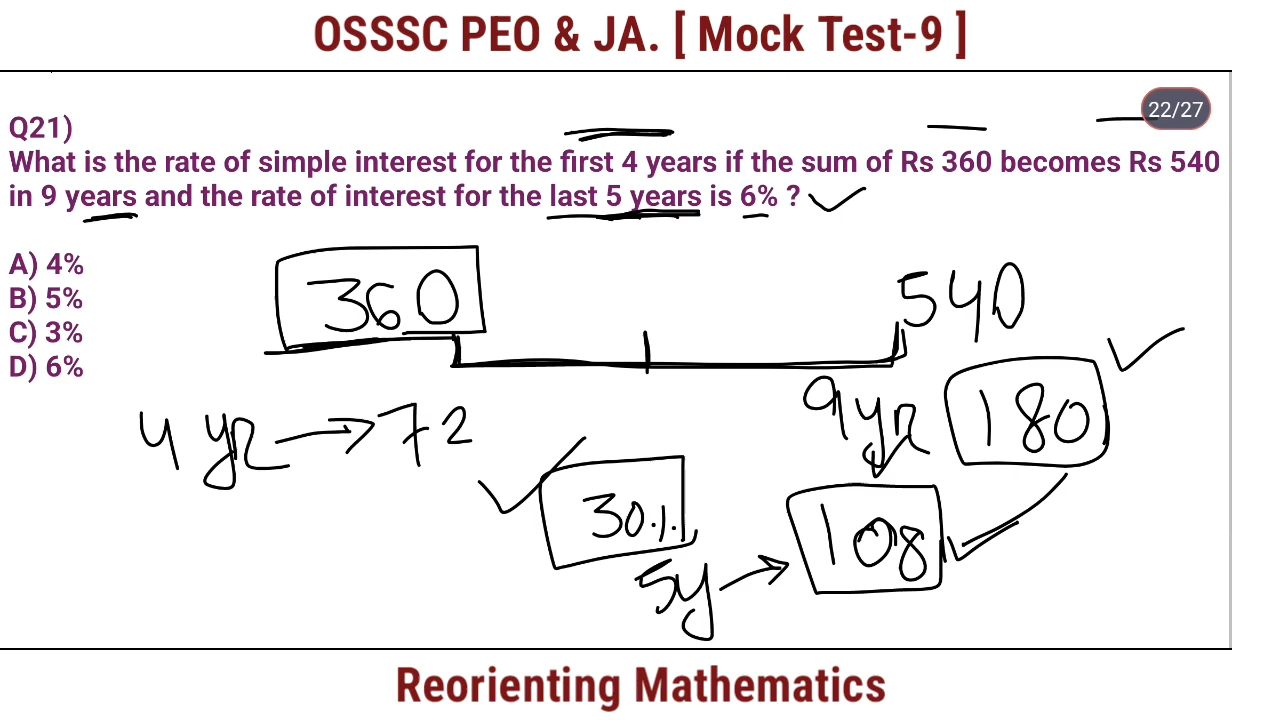 OSSSC PEO & JA. [ Mock Test-9 ]
22/27
Q21)
What is the rate of simple interest for the first 4 years if the sum of Rs 360 becomes Rs 540
in 9 years and the rate of interest for the last 5 years is 6% ?
A) 4%
B) 5%
C) 3%
D) 6%
360
540
4 yr → 72
9yr 180
30%
5y → 108
Reorienting Mathematics